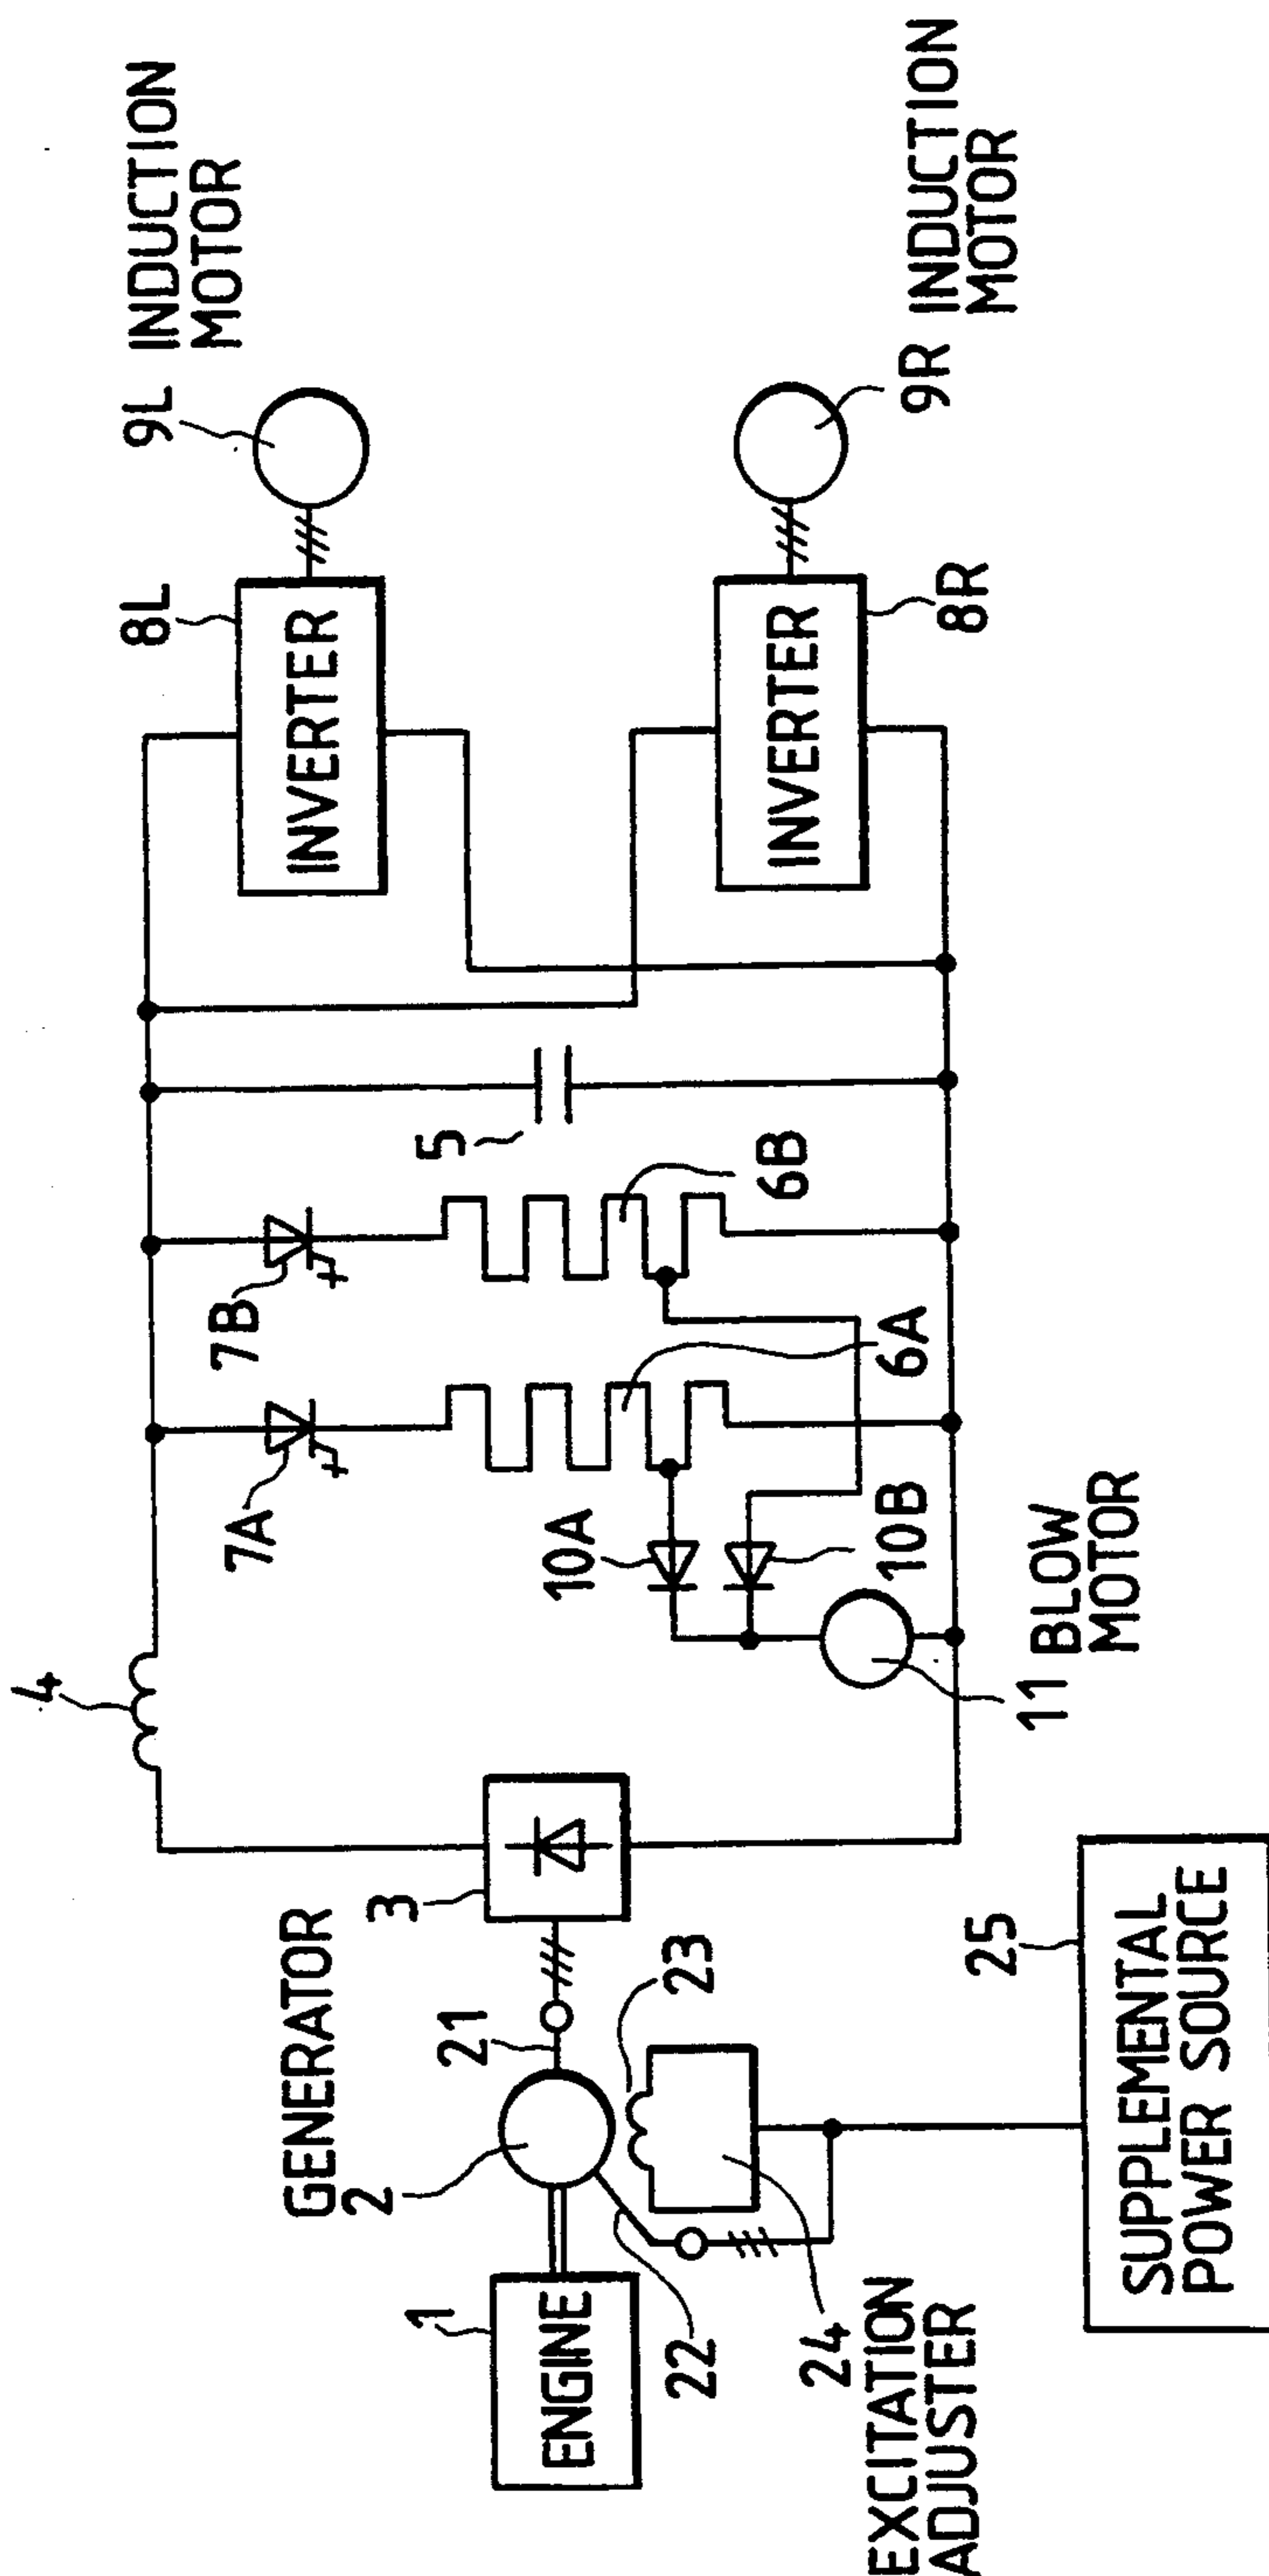 1
ENGINE
GENERATOR
2
21
22
23
24
EXCITATION
ADJUSTER
25
SUPPLEMENTAL
POWER SOURCE
3
4
7A
7B
10A
10B
11
BLOW
MOTOR
6A
6B
5
8L
INVERTER
8R
INVERTER
9L
INDUCTION
MOTOR
9R
INDUCTION
MOTOR